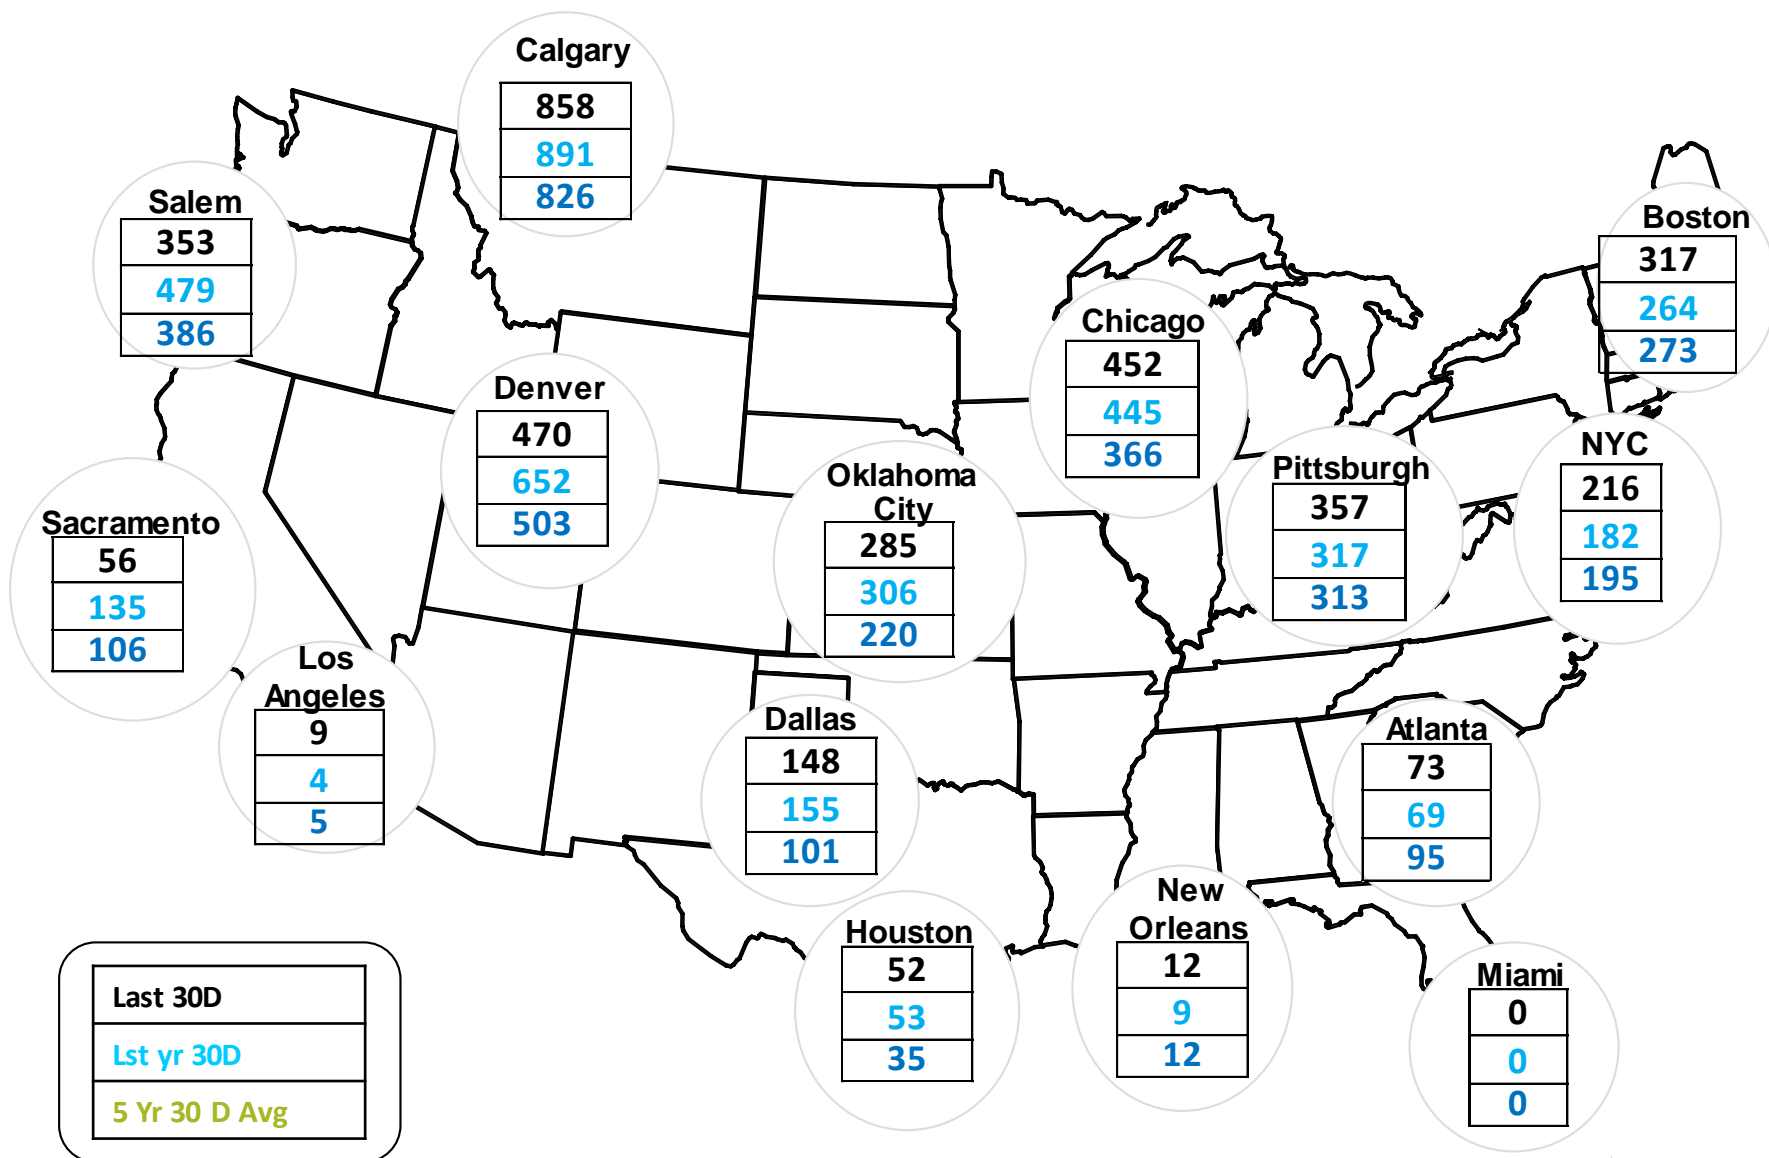 Calgary
858
891
826
Salem
353
479
386
Boston
317
264
273
Chicago
452
445
366
Denver
470
652
503
NYC
216
182
195
Oklahoma
City
285
306
220
Pittsburgh
357
317
313
Sacramento
56
135
106
Los
Angeles
9
4
5
Dallas
148
155
101
Atlanta
73
69
95
New
Orleans
12
9
12
Houston
52
53
35
Miami
0
0
0
Last 30D
Lst yr 30D
5 Yr 30 D Avg